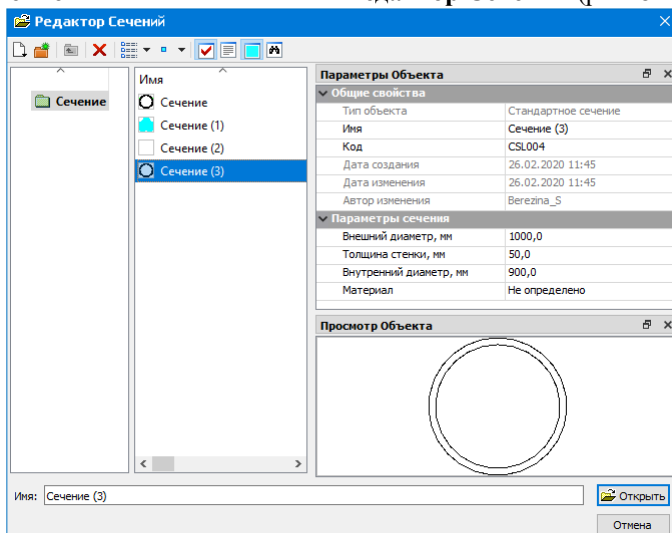 Редактор Сечений
Сечение
Имя
Сечение
Сечение (1)
Сечение (2)
Сечение (3)
Параметры Объекта
Общие свойства
Тип объекта Стандартное сечение
Имя Сечение (3)
Код CSL004
Дата создания 26.02.2020 11:45
Дата изменения 26.02.2020 11:45
Автор изменения Berezina_S
Параметры сечения
Внешний диаметр, мм 1000,0
Толщина стенки, мм 50,0
Внутренний диаметр, мм 900,0
Материал Не определено
Просмотр Объекта
Имя: Сечение (3)
Открыть
Отмена